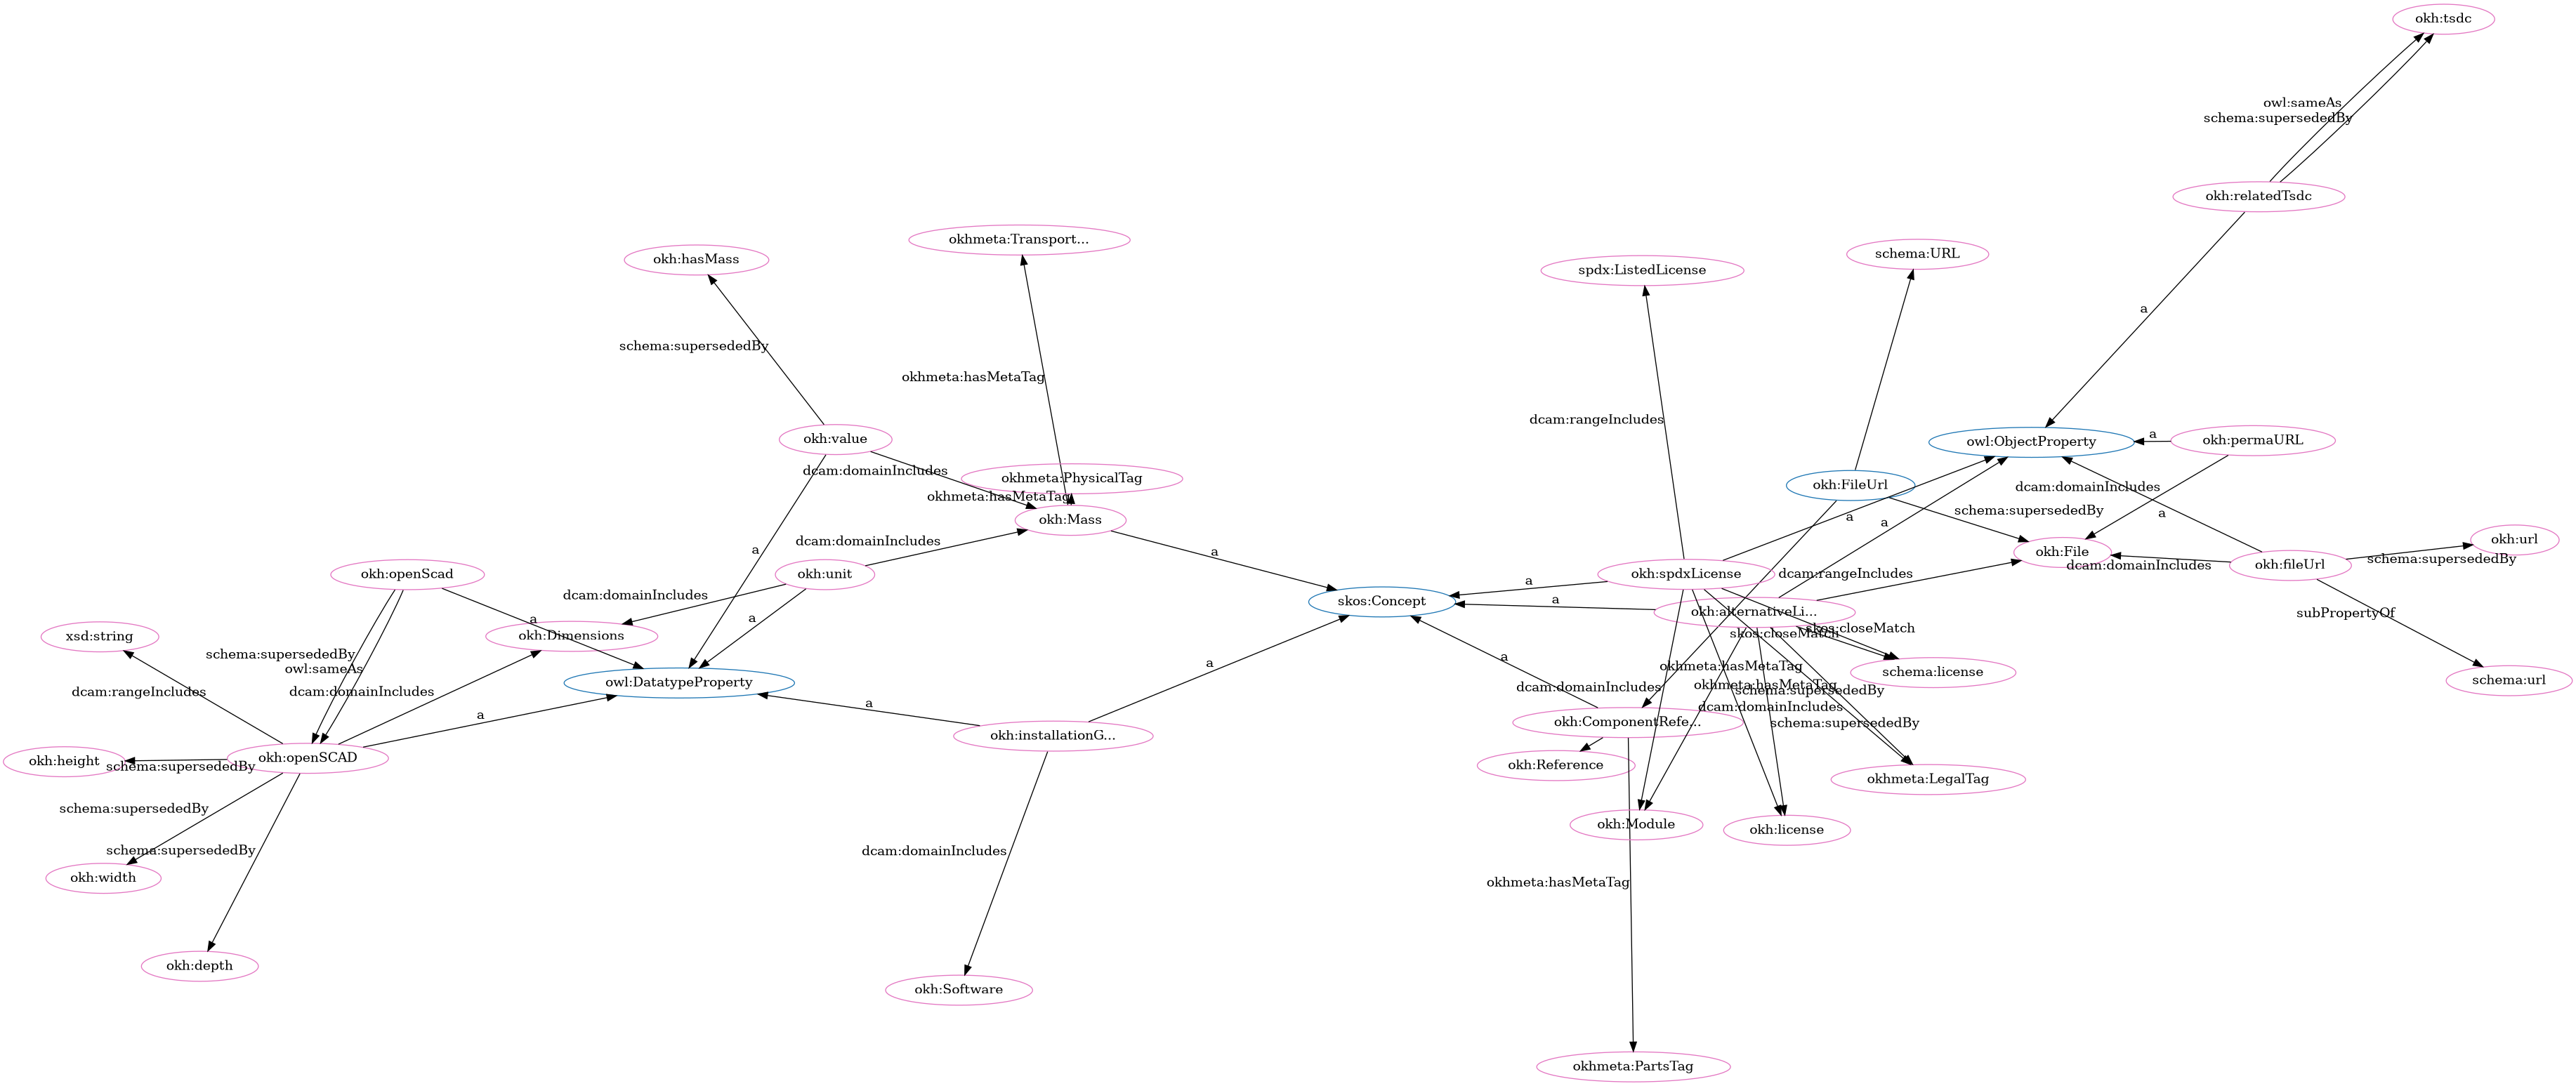 okh:tsdc
owl:sameAs
schema:supersededBy
okh:relatedTsdc
okhmeta:Transport...
schema:URL
okh:hasMass
spdx:ListedLicense
a
schema:supersededBy
okhmeta:hasMetaTag
dcam:rangeIncludes
okh:value
a
okh:permaURL
owl:ObjectProperty
dcam:domainIncludes
okhmeta:PhysicalTag
okh:FileUrl
dcam:domainIncludes
okhmeta:hasMetaTag
schema:supersededBy
a
a
a
okh:Mass
dcam:domainIncludes
okh:url
a
a
okh:File
schema:supersededBy
okh:fileUrl
dcam:domainIncludes
okh:openScad
okh:unit
okh:spdxLicense
dcam:rangeIncludes
a
dcam:domainIncludes
a
skos:Concept
okh:alternativeLi...
subPropertyOf
a
a
skos:closeMatch
skos:closeMatch
xsd:string
okh:Dimensions
schema:supersededBy
owl:sameAs
a
a
okhmeta:hasMetaTag
schema:license
schema:url
owl:DatatypeProperty
okhmeta:hasMetaTag
dcam:domainIncludes
dcam:rangeIncludes
dcam:domainIncludes
schema:supersededBy
a
a
dcam:domainIncludes
okh:ComponentRefe...
schema:supersededBy
okh:installationG...
okh:openSCAD
okh:height
schema:supersededBy
okh:Reference
okhmeta:LegalTag
schema:supersededBy
okh:Module
okh:license
schema:supersededBy
dcam:domainIncludes
okh:width
okhmeta:hasMetaTag
okh:depth
okh:Software
okhmeta:PartsTag